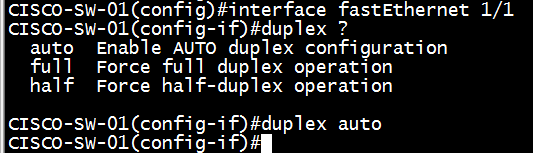 CISCO-SW-01(config)#interface fastEthernet 1/1
CISCO-SW-01(config-if)#duplex ?
  auto  Enable AUTO duplex configuration
  full  Force full duplex operation
  half  Force half-duplex operation

CISCO-SW-01(config-if)#duplex auto
CISCO-SW-01(config-if)#